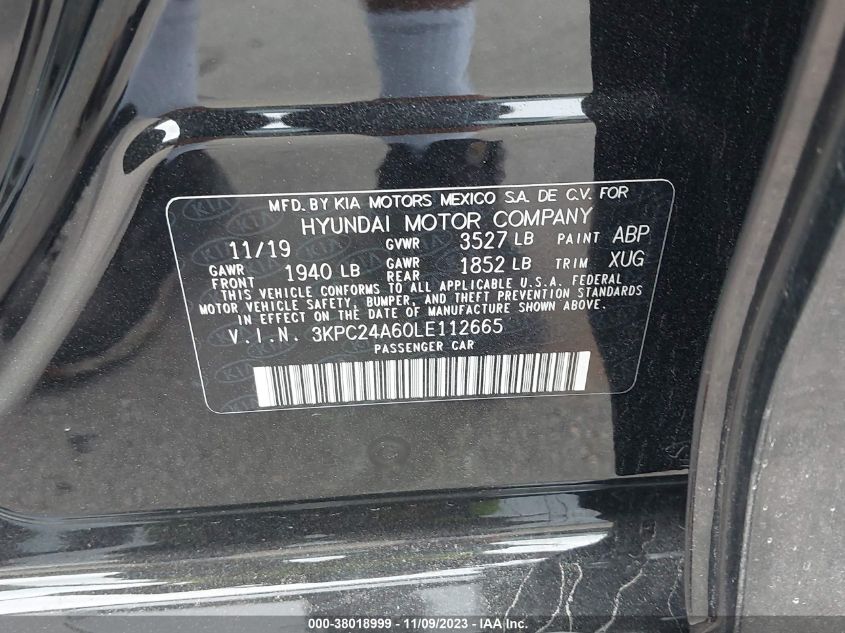 MFD. BY KIA MOTORS MEXICO S.A. DE C.V. FOR
HYUNDAI MOTOR COMPANY
11/19 GVWR 3527 LB PAINT ABP
GAWR FRONT 1940 LB GAWR REAR 1852 LB TRIM XUG
THIS VEHICLE CONFORMS TO ALL APPLICABLE U.S.A. FEDERAL
MOTOR VEHICLE SAFETY, BUMPER, AND THEFT PREVENTION STANDARDS
IN EFFECT ON THE DATE OF MANUFACTURE SHOWN ABOVE.
V.I.N. 3KPC24A60LE112665
PASSENGER CAR
000-38018999 - 11/09/2023 - © IAA Inc.